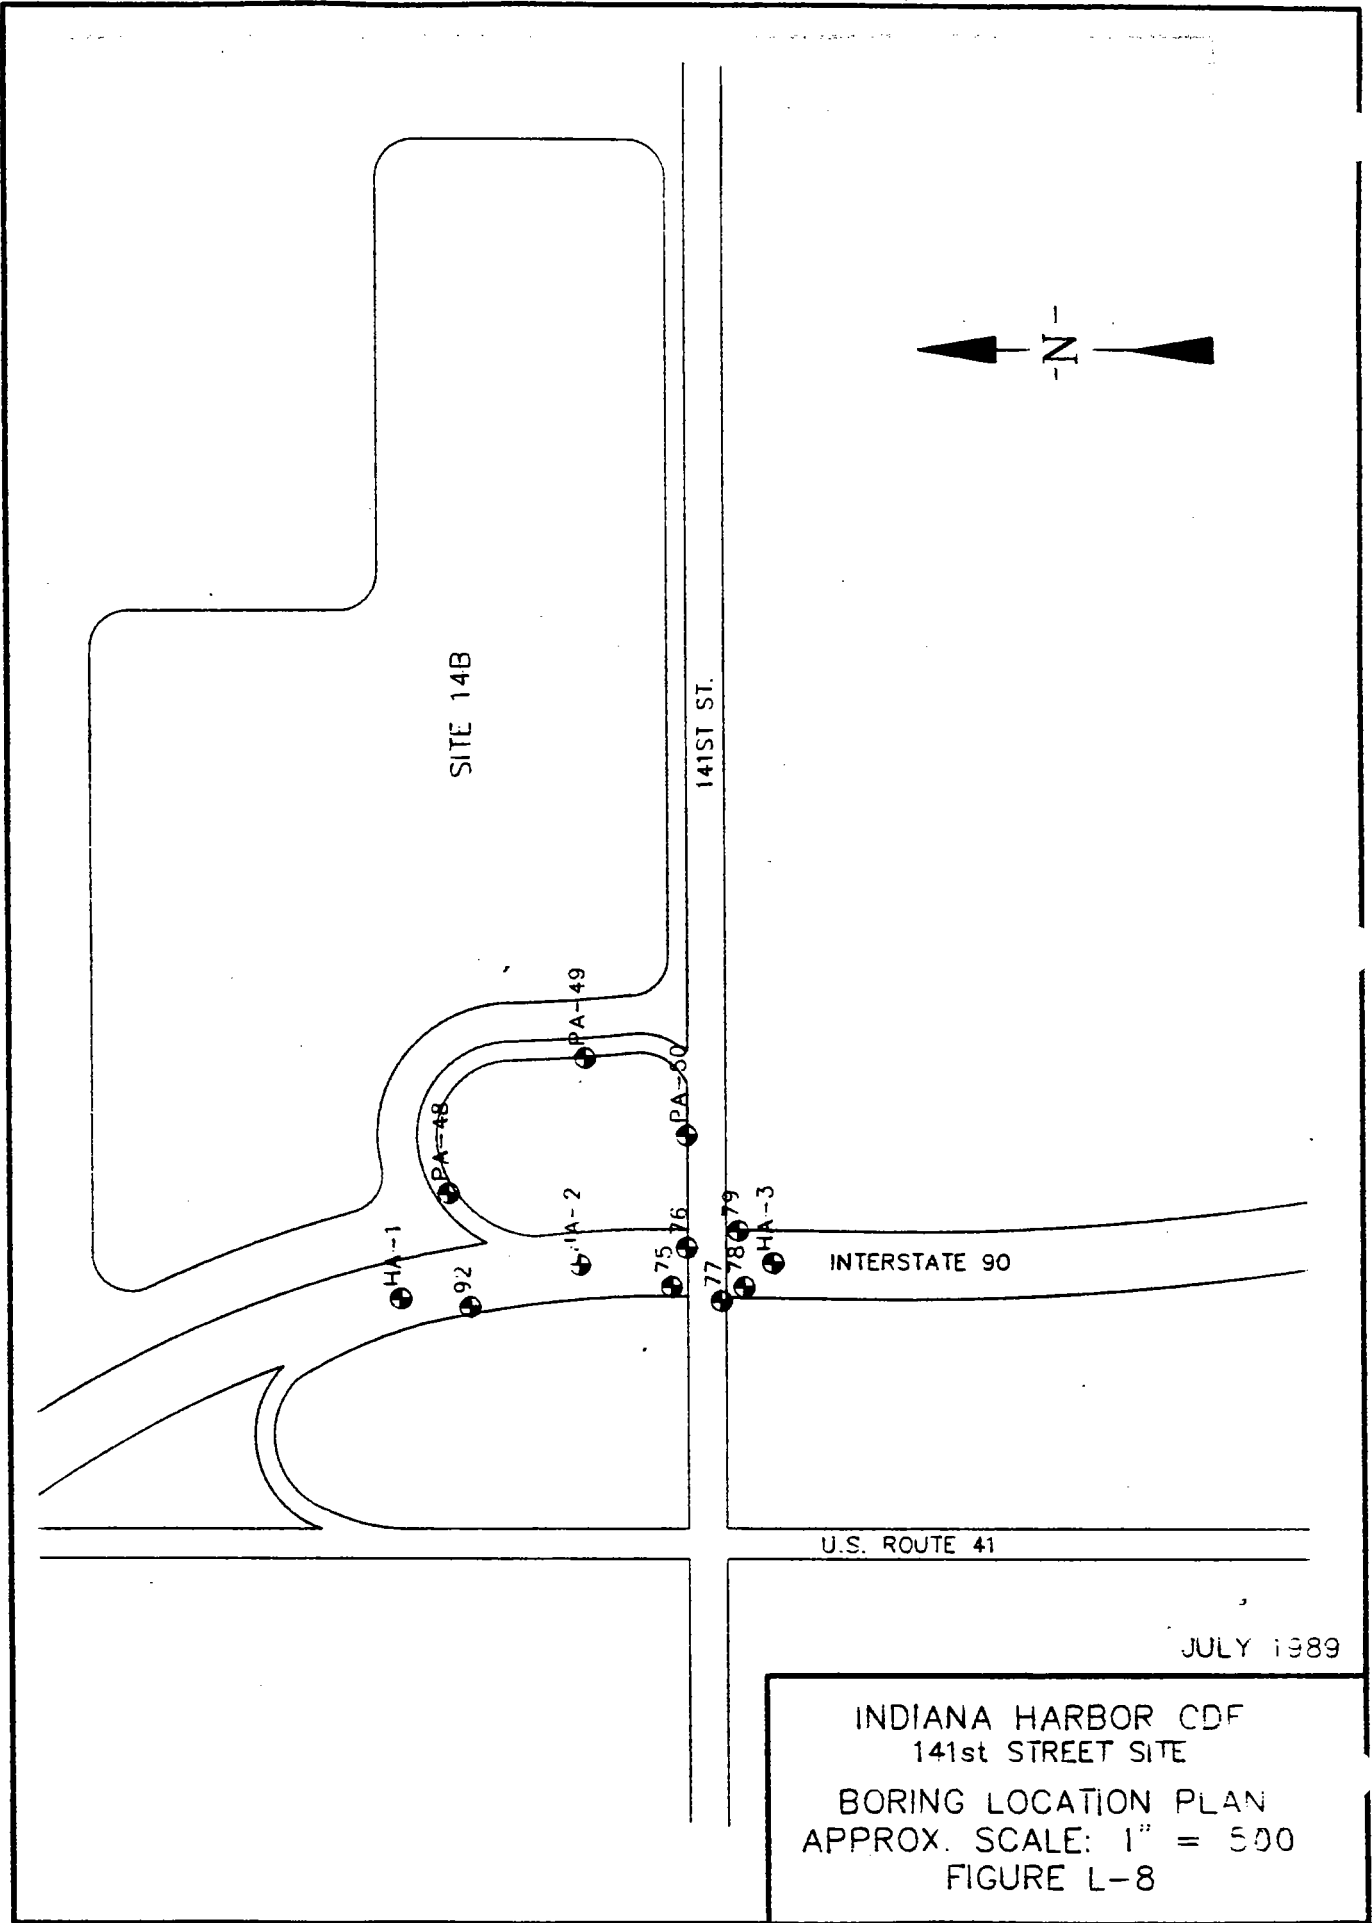 -N-
SITE 14B
141ST ST.
PA-49
PA-48
PA-50
HA-1
92
HA-2
75
76
77
78
79
HA-3
INTERSTATE 90
U.S. ROUTE 41
JULY 1989
INDIANA HARBOR CDF
141st STREET SITE
BORING LOCATION PLAN
APPROX. SCALE: 1" = 500
FIGURE L-8